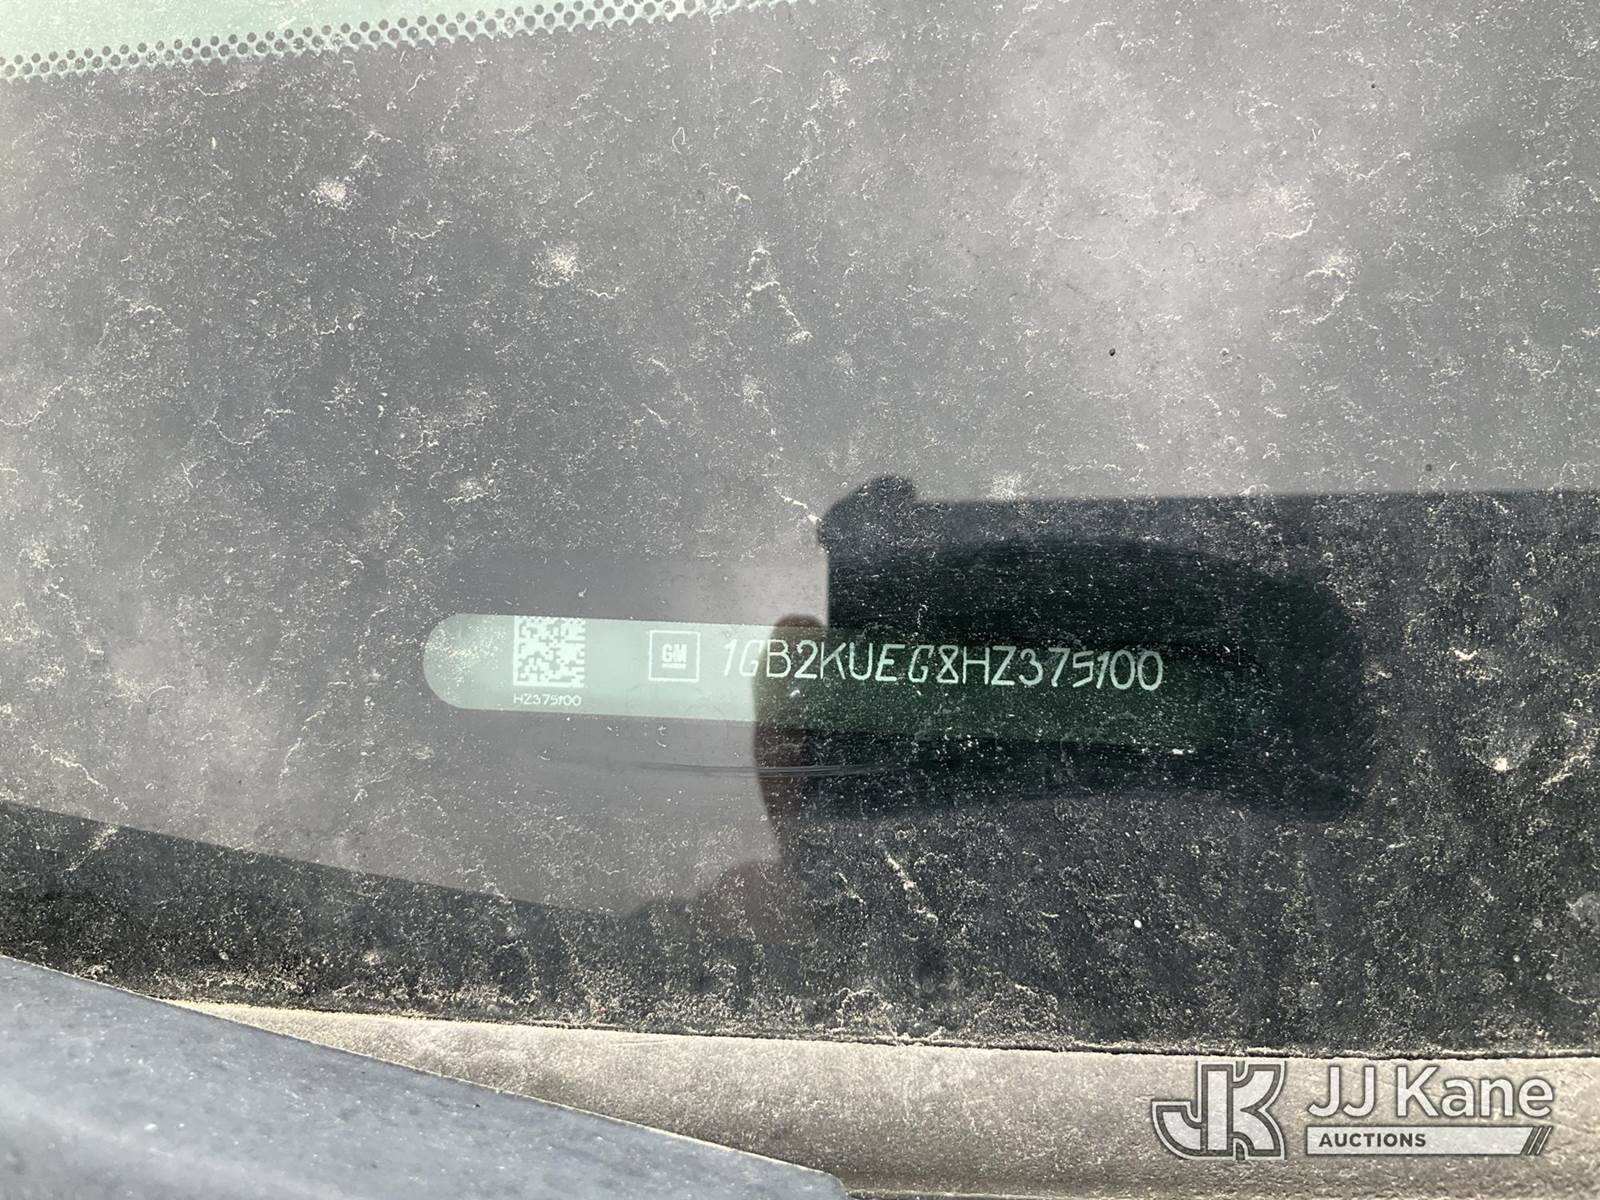 GM 1GB2KUEG8HZ375100
HZ375100
JJ Kane
AUCTIONS